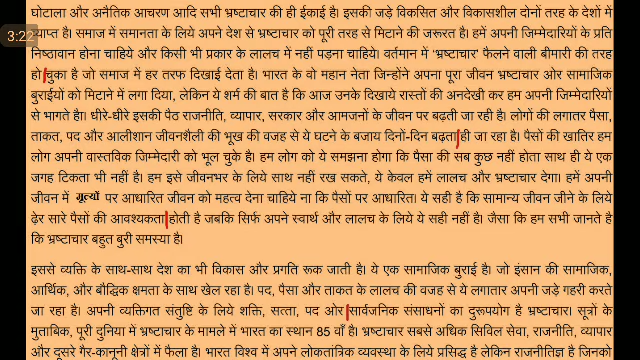 घोटाला और अनैतिक आचरण आदि सभी भ्रष्टाचार की ही ईकाई है। इसकी जड़े विकसित और विकासशील दोनों तरह के देशों में
व्याप्त है। समाज में समानता के लिये अपने देश से भ्रष्टाचार को पूरी तरह से मिटाने की जरूरत है। हमें अपनी जिम्मेदारियों के प्रति
3:22
निष्ठावान होना चाहिये और किसी भी प्रकार के लालच में नहीं पड़ना चाहिये। वर्तमान में 'भ्रष्टाचार' फैलने वाली बीमारी की तरह
हो चुका है जो समाज में हर तरफ दिखाई देता है। भारत के वो महान नेता जिन्होंने अपना पूरा जीवन भ्रष्टाचार ओर सामाजिक
बुराईयों को मिटाने में लगा दिया, लेकिन ये शर्म की बात है कि आज उनके दिखाये रास्तों की अनदेखी कर हम अपनी जिम्मेदारियों
से भागते है। धीरे-धीरे इसकी पैठ राजनीति, व्यापार, सरकार और आमजनों के जीवन पर बढ़ती जा रही है। लोगों की लगातर पैसा,
ताकत, पद और आलीशान जीवनशैली की भूख की वजह से ये घटने के बजाय दिनों-दिन बढ़ता ही जा रहा है। पैसों की खातिर हम
लोग अपनी वास्तविक जिम्मेदारी को भूल चुके है। हम लोग को ये समझना होगा कि पैसा की सब कुछ नहीं होता साथ ही ये एक
जगह टिकता भी नहीं है। हम इसे जीवनभर के लिये साथ नहीं रख सकते, ये केवल हमें लालच और भ्रष्टाचार देगा। हमें अपनी
जीवन में मूल्यों पर आधारित जीवन को महत्व देना चाहिये ना कि पैसों पर आधारित। ये सही है कि सामान्य जीवन जीने के लिये
ढ़ेर सारे पैसों की आवश्यकता होती है जबकि सिर्फ अपने स्वार्थ और लालच के लिये ये सही नहीं है। जैसा कि हम सभी जानते है
कि भ्रष्टाचार बहुत बुरी समस्या है।
इससे व्यक्ति के साथ-साथ देश का भी विकास और प्रगति रूक जाती है। ये एक सामाजिक बुराई है। जो इंसान की सामाजिक,
आर्थिक, और बौद्धिक क्षमता के साथ खेल रहा है। पद, पैसा और ताकत के लालच की वजह से ये लगातार अपनी जड़े गहरी करते
जा रहा है। अपनी व्यक्तिगत संतुष्टि के लिये शक्ति, सत्ता, पद ओर सार्वजनिक संसाधनों का दुरूपयोग है भ्रष्टाचार। सूत्रों के
मुताबिक, पूरी दुनिया में भ्रष्टाचार के मामले में भारत का स्थान 85 वाँ है। भ्रष्टाचार सबसे अधिक सिविल सेवा, राजनीति, व्यापार
और दूसरे गैर-कानूनी क्षेत्रों में फैला है। भारत विश्व में अपने लोकतांत्रिक व्यवस्था के लिये प्रसिद्ध है लेकिन राजनीतिज्ञ है जिनको